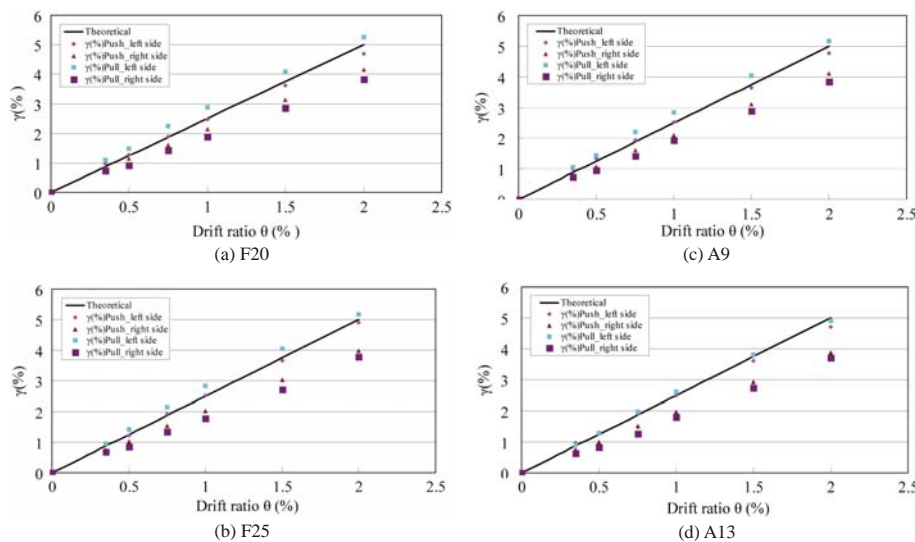 6
5
4
3
2
1
0
γ(%)
Theoretical
γ(%)Push_left side
γ(%)Push_right side
γ(%)Pull_left side
γ(%)Pull_right side
0 0.5 1 1.5 2 2.5
Drift ratio θ (% )
(a) F20
6
5
4
3
2
1
0
γ(%)
Theoretical
γ(%)Push_left side
γ(%)Push_right side
γ(%)Pull_left side
γ(%)Pull_right side
0 0.5 1 1.5 2 2.5
Drift ratio θ (%)
(c) A9
6
5
4
3
2
1
0
γ(%)
Theoretical
γ(%)Push_left side
γ(%)Push_right side
γ(%)Pull_left side
γ(%)Pull_right side
0 0.5 1 1.5 2 2.5
Drift ratio θ (%)
(b) F25
6
5
4
3
2
1
0
γ(%)
Theoretical
γ(%)Push_left side
γ(%)Push_right side
γ(%)Pull_left side
γ(%)Pull_right side
0 0.5 1 1.5 2 2.5
Drift ratio θ (%)
(d) A13